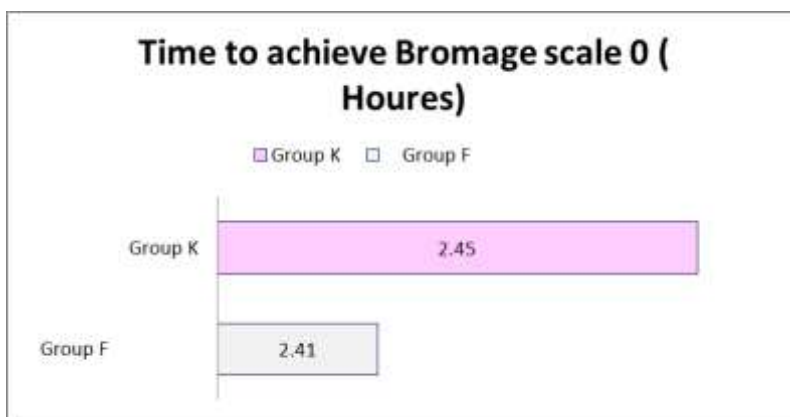 Time to achieve Bromage scale 0 (
Houres)
Group K Group F
Group K 2.45
Group F 2.41